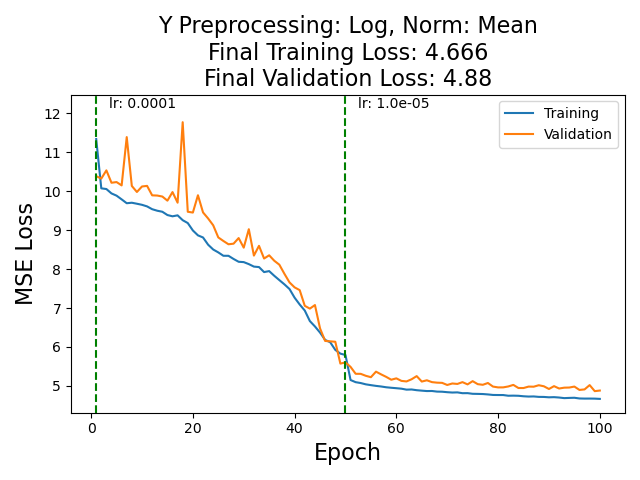 Y Preprocessing: Log, Norm: Mean
Final Training Loss: 4.666
Final Validation Loss: 4.88
lr: 0.0001
lr: 1.0e-05
Training
Validation
12
11
10
9
8
7
6
5
MSE Loss
0
20
40
60
80
100
Epoch